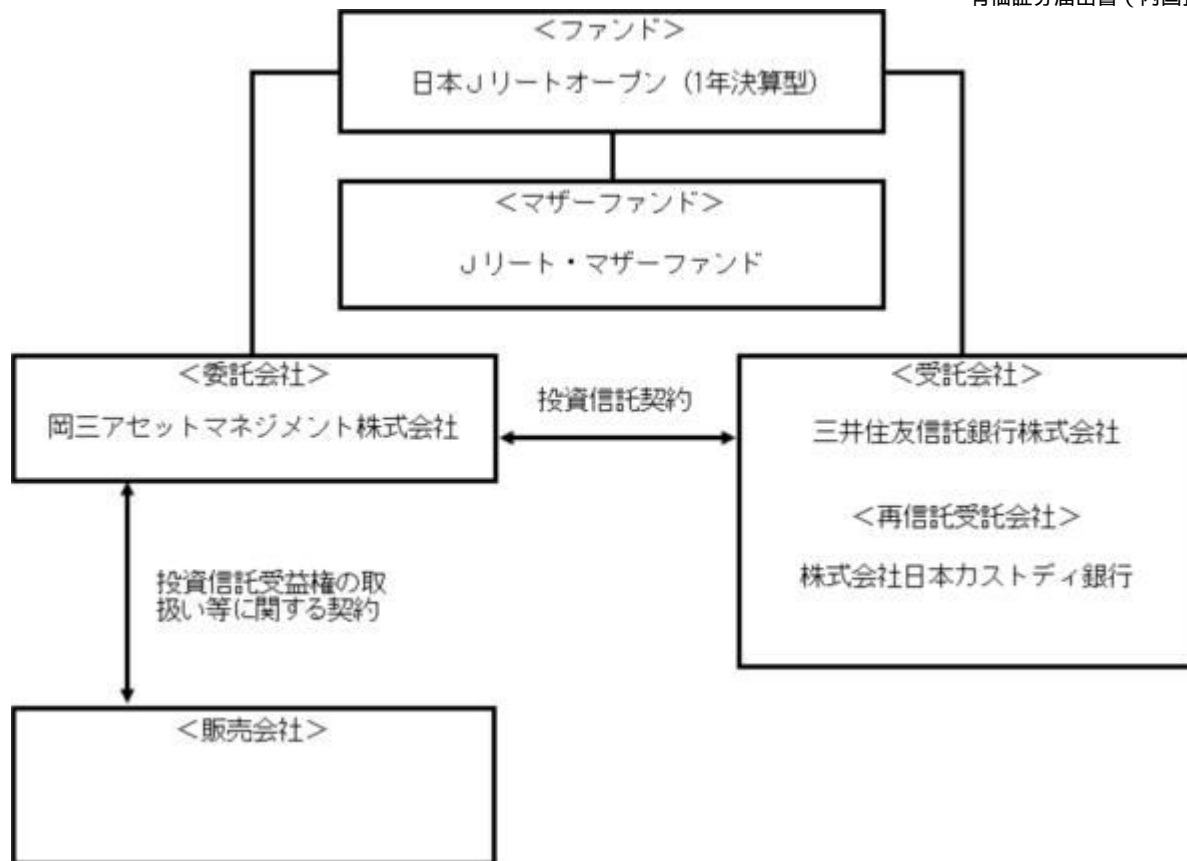 ＜ファンド＞
日本Ｊリートオープン（1年決算型）
＜マザーファンド＞
Ｊリート・マザーファンド
＜委託会社＞
岡三アセットマネジメント株式会社
投資信託契約
＜受託会社＞
三井住友信託銀行株式会社
＜再信託受託会社＞
株式会社日本カストディ銀行
投資信託受益権の取
扱い等に関する契約
＜販売会社＞